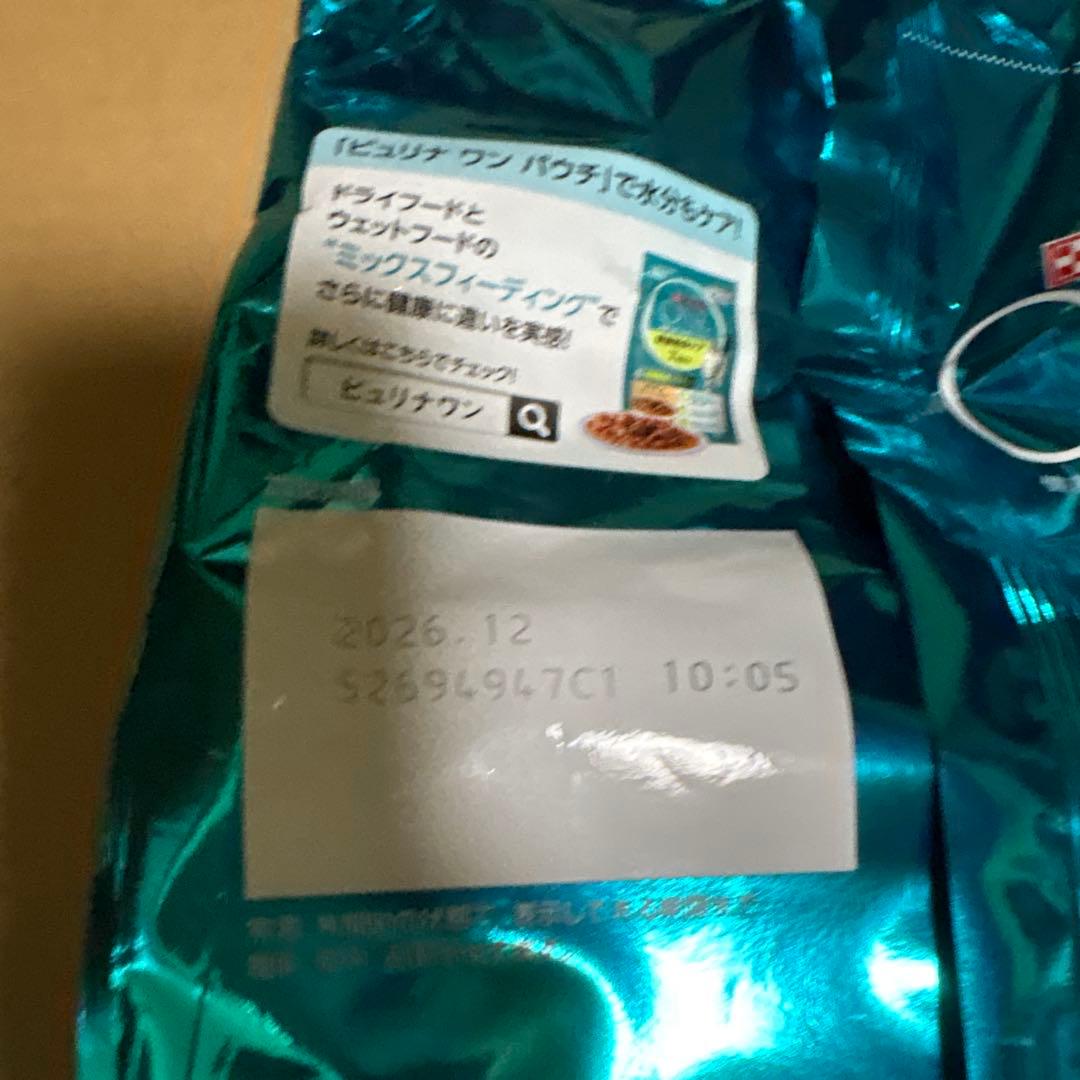 「ピュリナ ワン パウチ」で水分もケア!
ドライフードと
ウェットフードの
"ミックスフィーディング"で
さらに健康に違いを実感!
詳しくはこちらでチェック!
ピュリナワン
2026.12
52694947C1 10:05